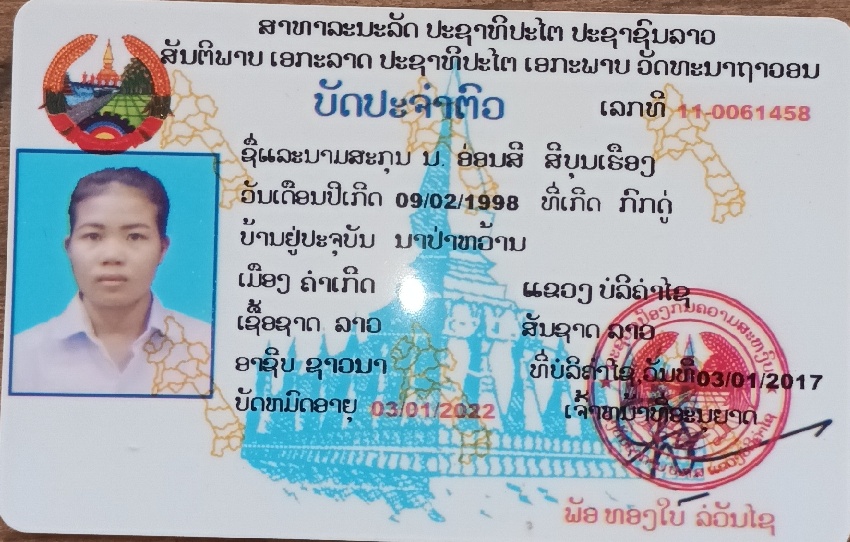 ສາທາລະນະລັດ ປະຊາທິປະໄຕ ປະຊາຊົນລາວ
ສັນຕິພາບ ເອກະລາດ ປະຊາທິປະໄຕ ເອກະພາບ ວັດທະນາຖາວອນ
ບັດປະຈຳຕົວ ເລກທີ 11-0061458
ຊື່ແລະນາມສະກຸນ ນ. ອ່ອນສີ ສີບຸນເຮືອງ
ວັນເດືອນປີເກີດ 09/02/1998 ທີ່ເກີດ ກົກດູ່
ບ້ານຢູ່ປະຈຸບັນ ນາປ່າຫວ້ານ
ເມືອງ ຄຳເກີດ ແຂວງ ບໍລິຄຳໄຊ
ເຊື້ອຊາດ ລາວ ສັນຊາດ ລາວ
ອາຊີບ ຊາວນາ ທີ່ບໍລິຄຳໄຊ, ວັນທີ 03/01/2017
ບັດຫມົດອາຍຸ 03/01/2022 ເຈົ້າຫນ້າທີ່ອະນຸຍາດ
ພັອ ທອງໃບ ລໍວັນໄຊ